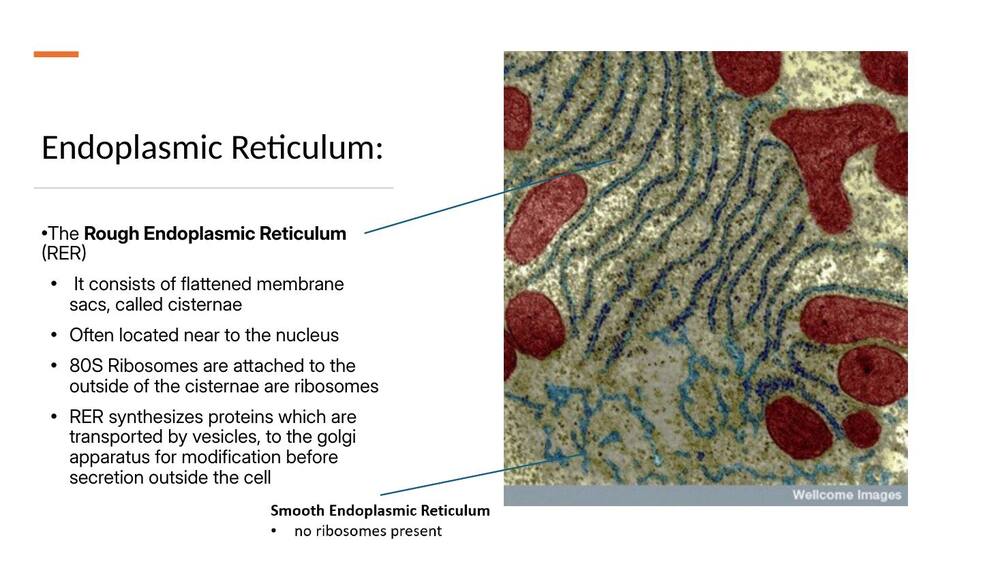 Endoplasmic Reticulum:
•The Rough Endoplasmic Reticulum
(RER)
• It consists of flattened membrane
sacs, called cisternae
• Often located near to the nucleus
• 80S Ribosomes are attached to the
outside of the cisternae are ribosomes
• RER synthesizes proteins which are
transported by vesicles, to the golgi
apparatus for modification before
secretion outside the cell
Smooth Endoplasmic Reticulum
• no ribosomes present
Wellcome Images